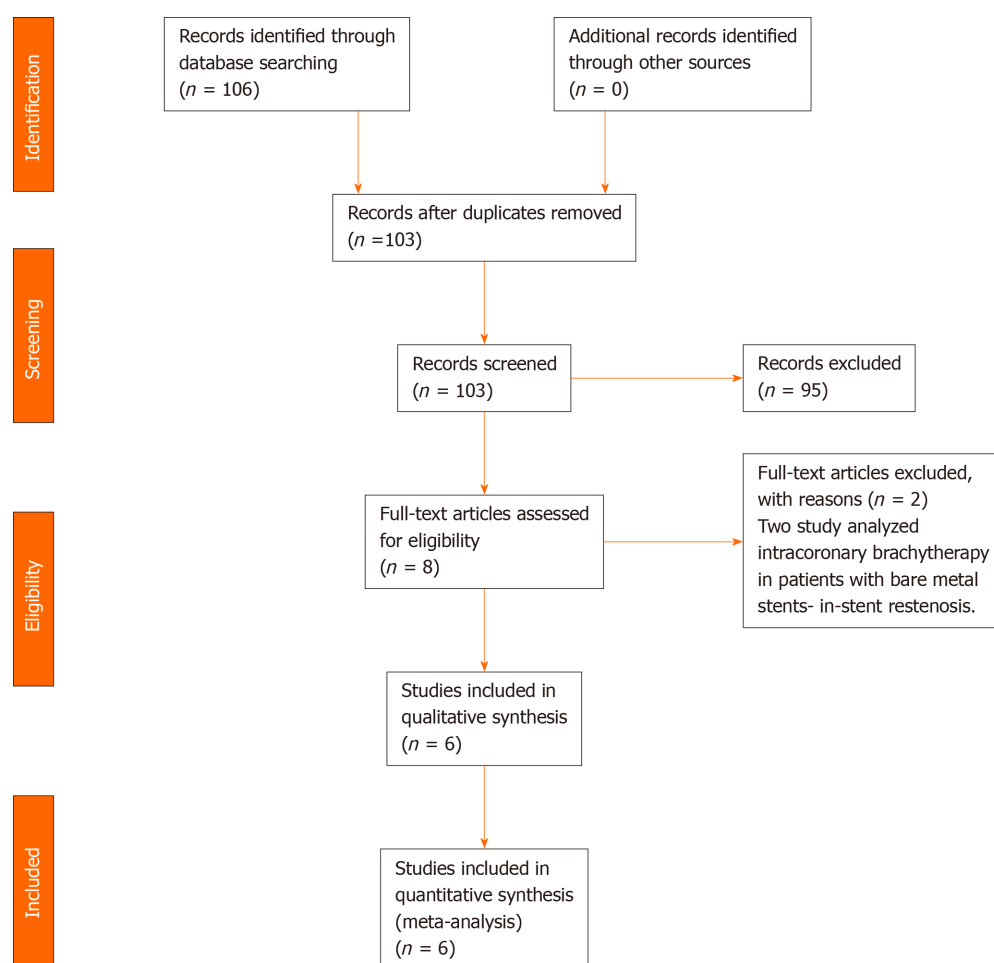 Identification
Records identified through
database searching
(n = 106)
Additional records identified
through other sources
(n = 0)
Records after duplicates removed
(n =103)
Screening
Records screened
(n = 103)
Records excluded
(n = 95)
Eligibility
Full-text articles assessed
for eligibility
(n = 8)
Full-text articles excluded,
with reasons (n = 2)
Two study analyzed
intracoronary brachytherapy
in patients with bare metal
stents- in-stent restenosis.
Studies included in
qualitative synthesis
(n = 6)
Included
Studies included in
quantitative synthesis
(meta-analysis)
(n = 6)